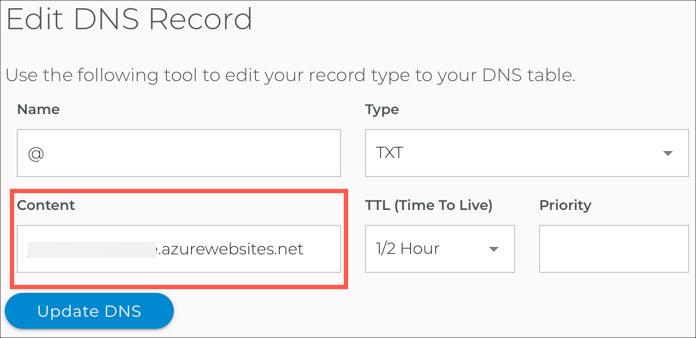 Edit DNS Record
Use the following tool to edit your record type to your DNS table.
Name
Type
@
TXT
Content
TTL (Time To Live)
Priority
e.azurewebsites.net
1/2 Hour
Update DNS